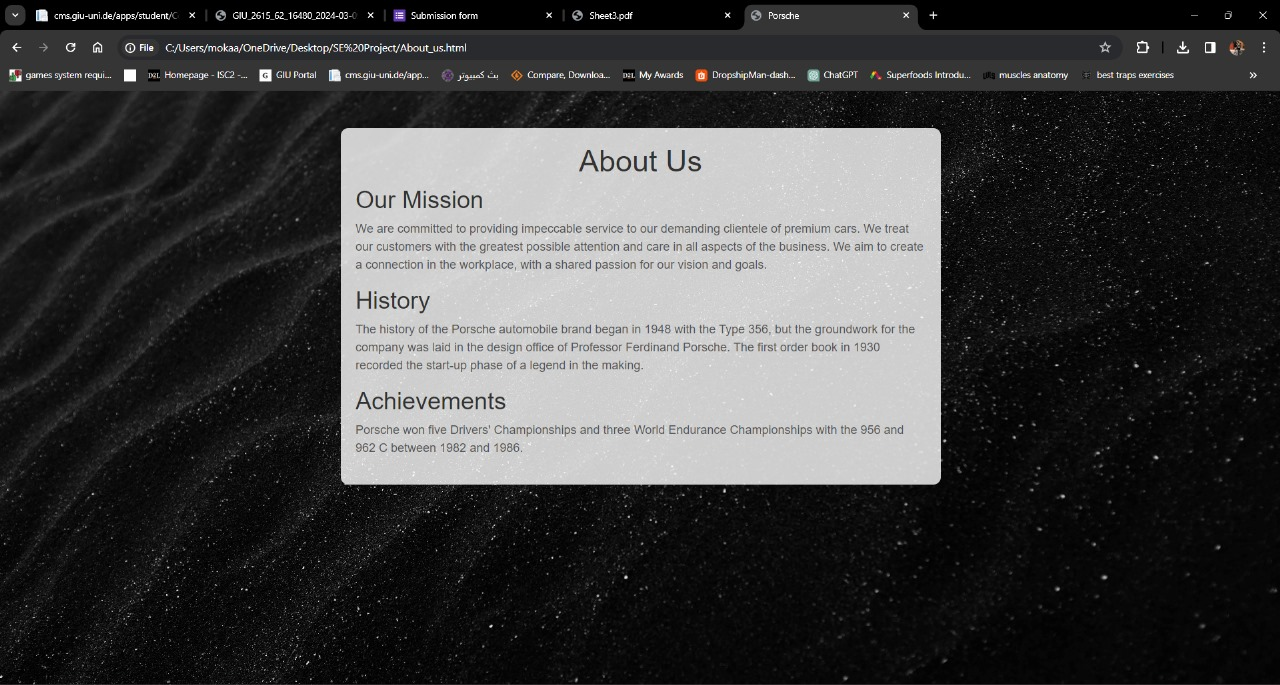 cms.giu-uni.de/apps/student/C
GIU_2615_62_16480_2024-03-0
Submission form
Sheet3.pdf
Porsche
File
C:/Users/mokaa/OneDrive/Desktop/SE%20Project/About_us.html
games system requi...
Homepage - ISC2 -...
G GIU Portal
cms.giu-uni.de/app...
بث كمبيوتر
Compare, Downloa...
D2L My Awards
DropshipMan-dash...
ChatGPT
Superfoods Introdu...
muscles anatomy
best traps exercises
About Us
Our Mission
We are committed to providing impeccable service to our demanding clientele of premium cars. We treat
our customers with the greatest possible attention and care in all aspects of the business. We aim to create
a connection in the workplace, with a shared passion for our vision and goals.
History
The history of the Porsche automobile brand began in 1948 with the Type 356, but the groundwork for the
company was laid in the design office of Professor Ferdinand Porsche. The first order book in 1930
recorded the start-up phase of a legend in the making.
Achievements
Porsche won five Drivers' Championships and three World Endurance Championships with the 956 and
962 C between 1982 and 1986.